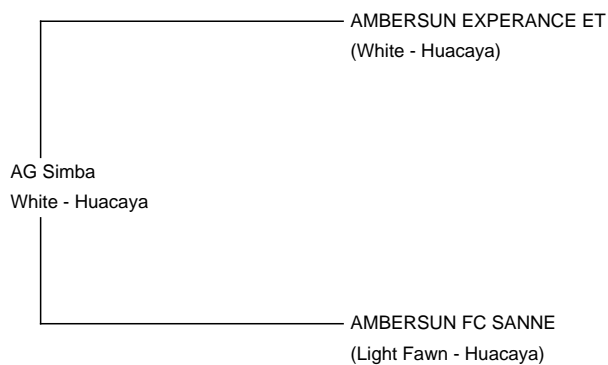 AMBERSUN EXPERANCE ET
(White - Huacaya)
AG Simba
White - Huacaya
AMBERSUN FC SANNE
(Light Fawn - Huacaya)